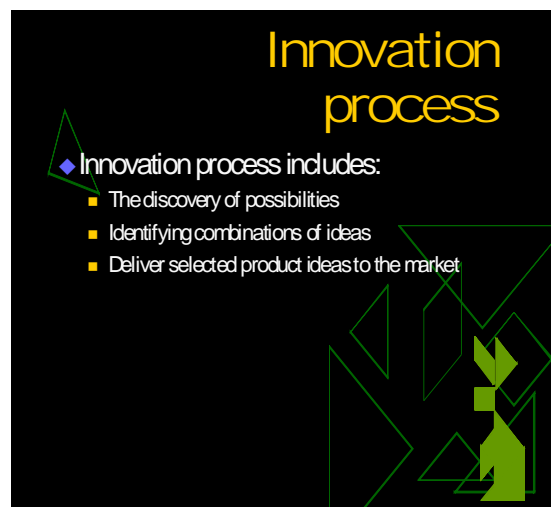 Innovation
process
Innovation process includes:
The discovery of possibilities
Identifying combinations of ideas
Deliver selected product ideas to the market